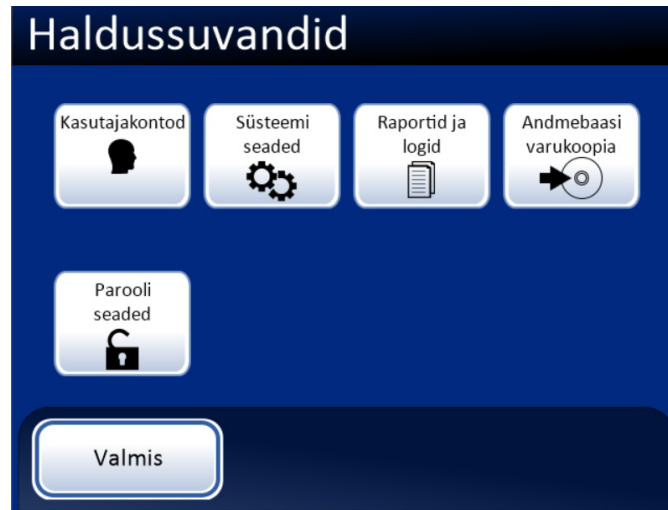 Haldussuvandid
Kasutajakontod
Süsteemi
seaded
Raportid ja
logid
Andmebaasi
varukoopia
Parooli
seaded
Valmis